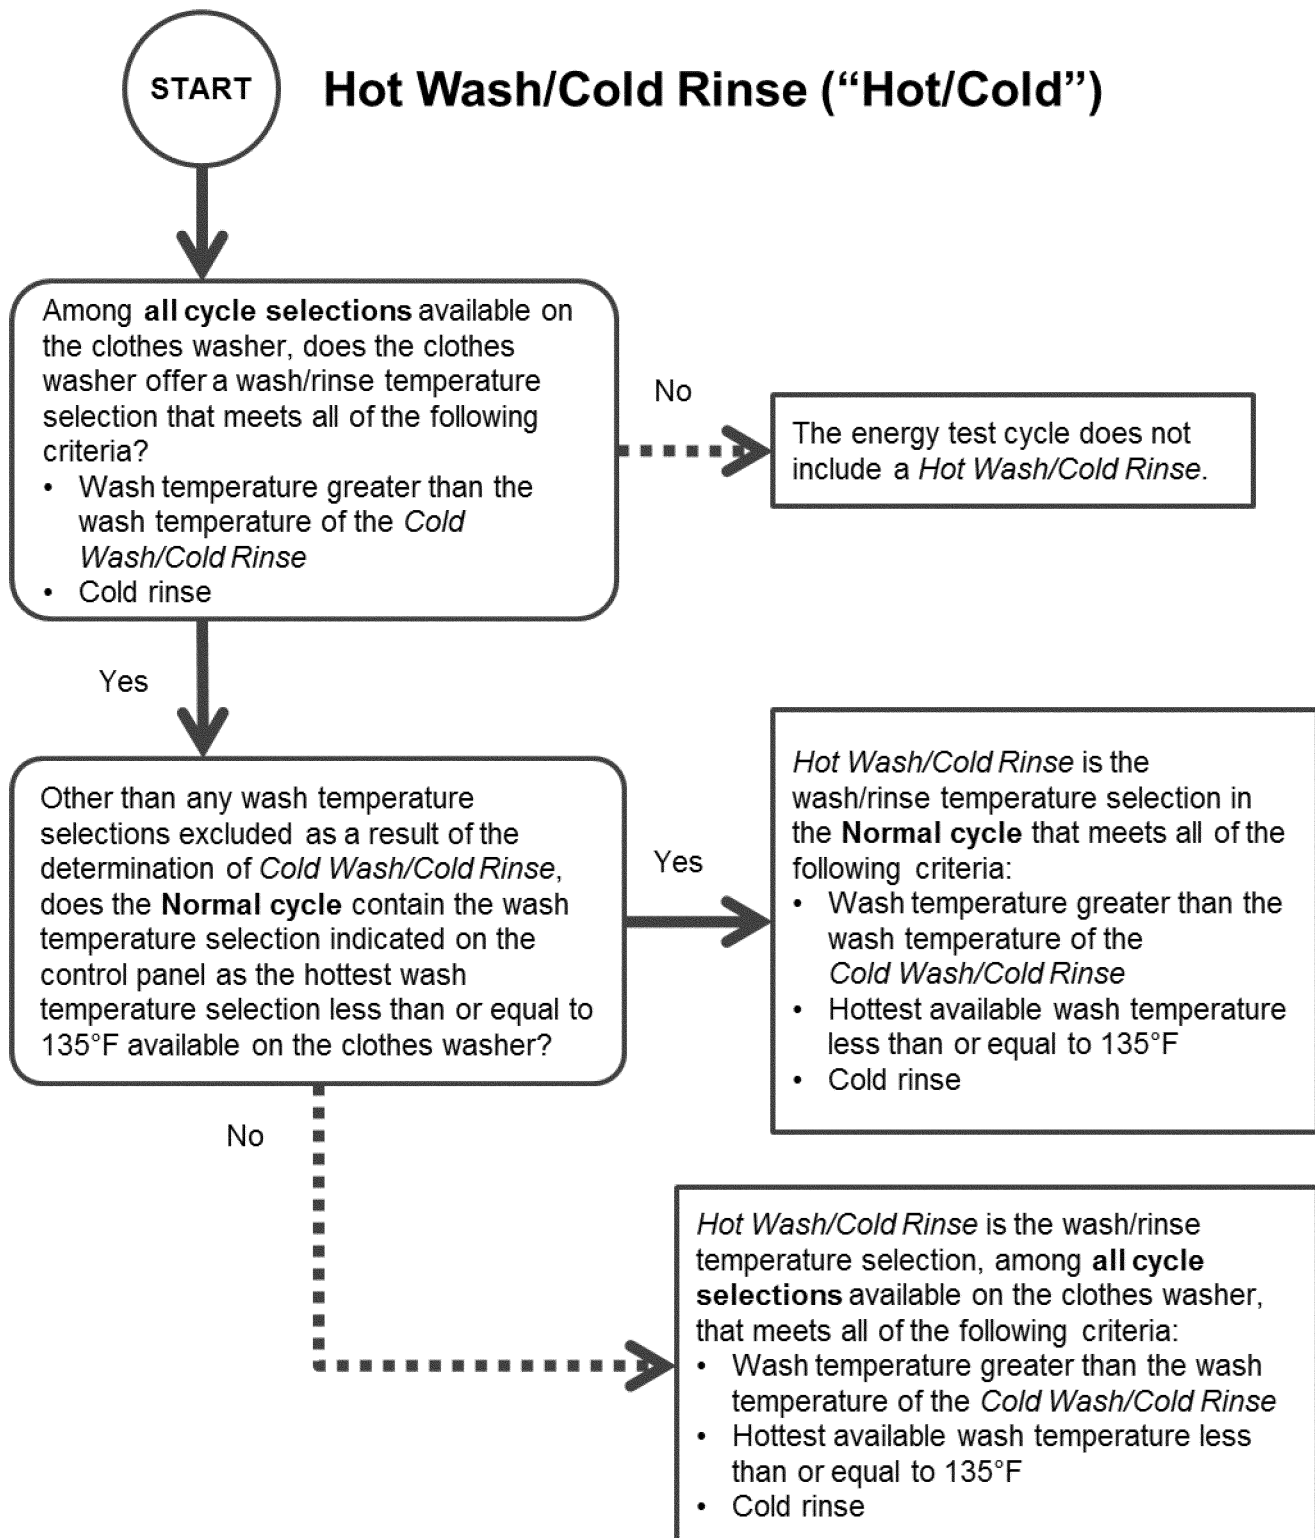 START
Hot Wash/Cold Rinse (“Hot/Cold”)
Among all cycle selections available on
the clothes washer, does the clothes
washer offer a wash/rinse temperature
selection that meets all of the following
criteria?
• Wash temperature greater than the
wash temperature of the Cold
Wash/Cold Rinse
• Cold rinse
No
The energy test cycle does not
include a Hot Wash/Cold Rinse.
Yes
Other than any wash temperature
selections excluded as a result of the
determination of Cold Wash/Cold Rinse,
does the Normal cycle contain the wash
temperature selection indicated on the
control panel as the hottest wash
temperature selection less than or equal to
135°F available on the clothes washer?
Yes
Hot Wash/Cold Rinse is the
wash/rinse temperature selection in
the Normal cycle that meets all of the
following criteria:
• Wash temperature greater than the
wash temperature of the
Cold Wash/Cold Rinse
• Hottest available wash temperature
less than or equal to 135°F
• Cold rinse
No
Hot Wash/Cold Rinse is the wash/rinse
temperature selection, among all cycle
selections available on the clothes washer,
that meets all of the following criteria:
• Wash temperature greater than the wash
temperature of the Cold Wash/Cold Rinse
• Hottest available wash temperature less
than or equal to 135°F
• Cold rinse